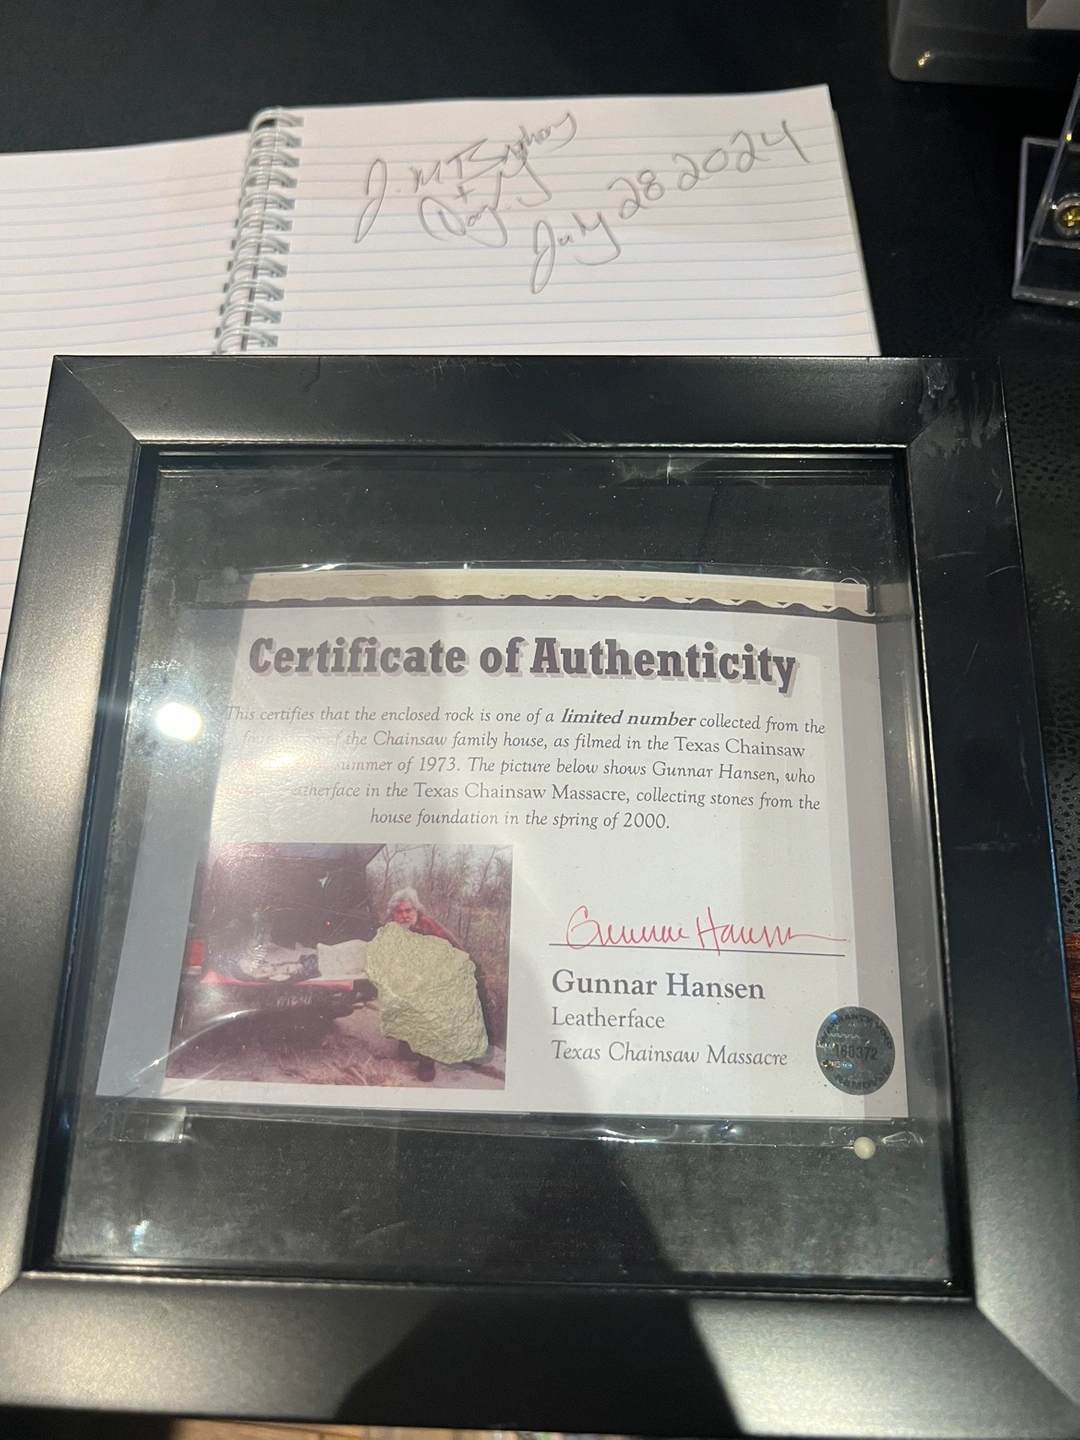 July 28 2024
Certificate of Authenticity
This certifies that the enclosed rock is one of a limited number collected from the
of the Chainsaw family house, as filmed in the Texas Chainsaw
summer of 1973. The picture below shows Gunnar Hansen, who
in the Texas Chainsaw Massacre, collecting stones from the
house foundation in the spring of 2000.
Gunnar Hansen
Gunnar Hansen
Leatherface
Texas Chainsaw Massacre
160372